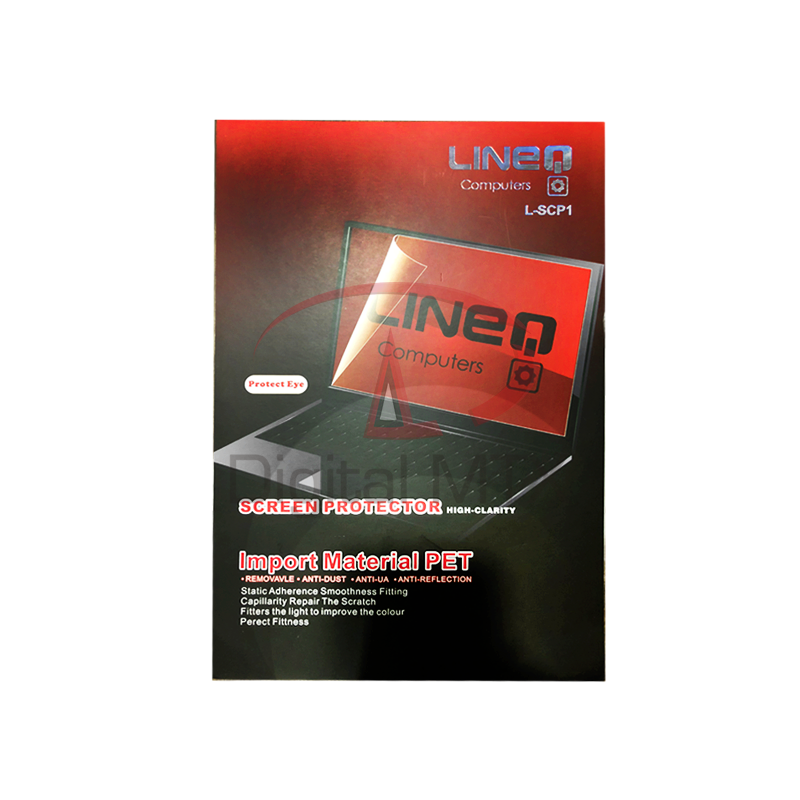 LINeQ
Computers
L-SCP1
LINeQ
Computers
Protect Eye
Digital M
SCREEN PROTECTOR HIGH-CLARITY
Import Material PET
•REMOVAVLE •ANTI-DUST •ANTI-UA •ANTI-REFLECTION
Static Adherence Smoothness Fitting
Capillarity Repair The Scratch
Fitters the light to improve the colour
Perect Fittness